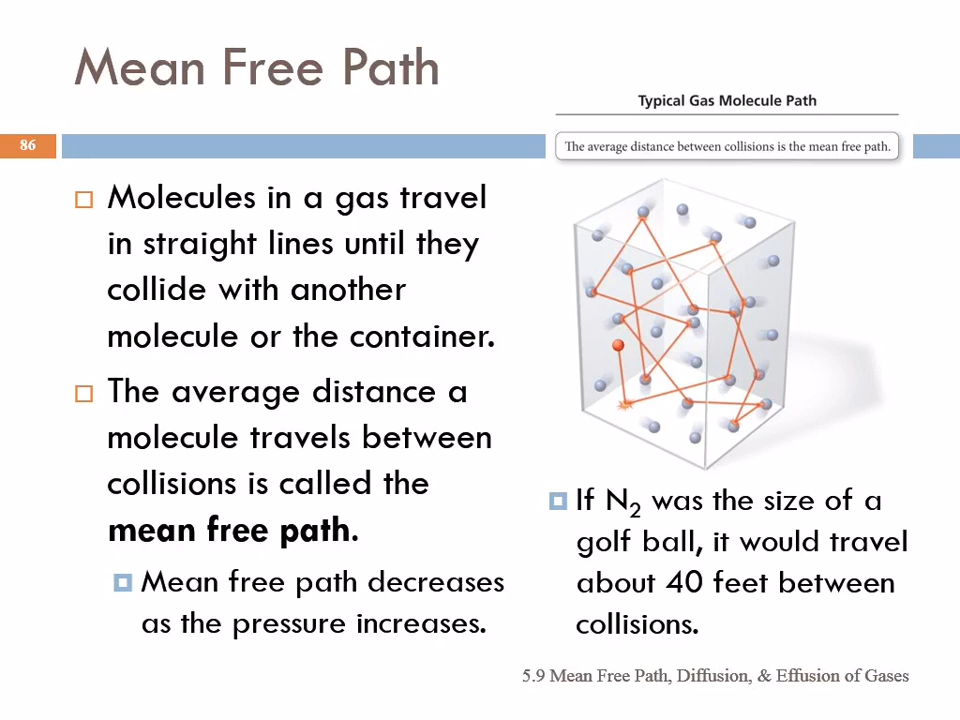 Mean Free Path
86
Typical Gas Molecule Path
The average distance between collisions is the mean free path.
Molecules in a gas travel
in straight lines until they
collide with another
molecule or the container.
The average distance a
molecule travels between
collisions is called the
mean free path.
Mean free path decreases
as the pressure increases.
If N₂ was the size of a
golf ball, it would travel
about 40 feet between
collisions.
5.9 Mean Free Path, Diffusion, & Effusion of Gases